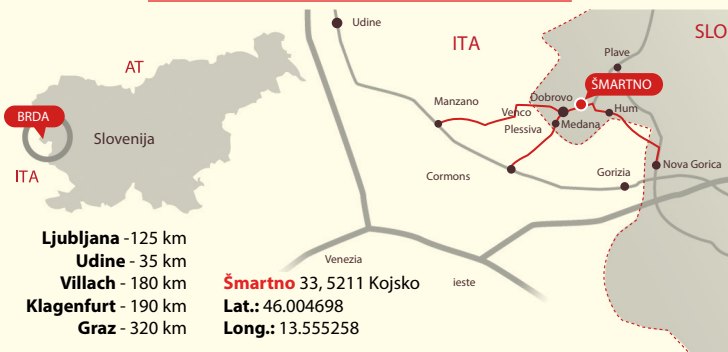 AT
BRDA
Slovenija
ITA
Ljubljana -125 km
Udine - 35 km
Villach - 180 km
Klagenfurt - 190 km
Graz - 320 km
Udine
ITA
SLO
Plave
ŠMARTNO
Manzano
Dobrovo
Venco
Hum
Plessiva
Medana
Cormons
Gorizia
Nova Gorica
Venezia
ieste
Šmartno 33, 5211 Kojsko
Lat.: 46.004698
Long.: 13.555258